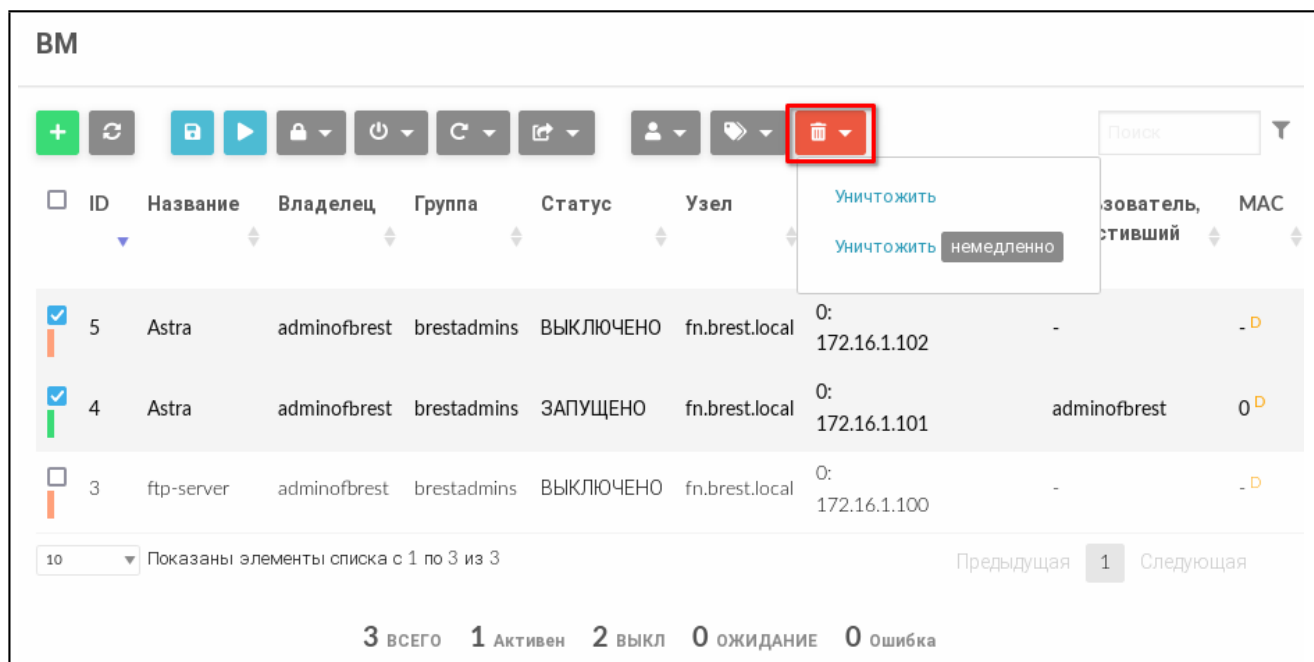 ВМ
Поиск
ID Название Владелец Группа Статус Узел зователь, MAC
стивший
Уничтожить
Уничтожить немедленно
5 Astra adminofbrest brestadmins ВЫКЛЮЧЕНО fn.brest.local 0: - - D
172.16.1.102
4 Astra adminofbrest brestadmins ЗАПУЩЕНО fn.brest.local 0: adminofbrest 0 D
172.16.1.101
3 ftp-server adminofbrest brestadmins ВЫКЛЮЧЕНО fn.brest.local 0: - - D
172.16.1.100
10 Показаны элементы списка с 1 по 3 из 3 Предыдущая 1 Следующая
3 ВСЕГО 1 Активен 2 ВЫКЛ 0 ОЖИДАНИЕ 0 Ошибка